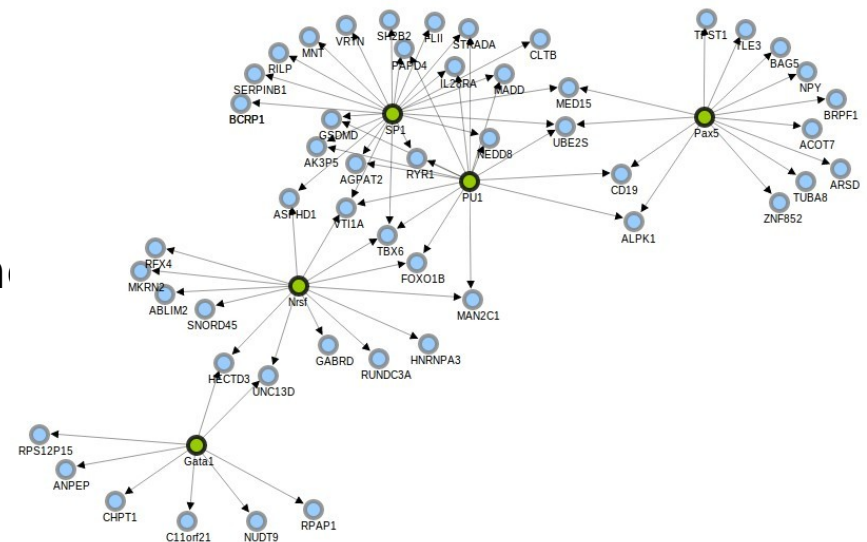 TPST1
TLE3
SH2B2
FLII
VRTN
STRADA
MNT
CLTB
BAG5
PAPD4
RILP
IL28RA
NPY
SERPINB1
MADD
MED15
BRPF1
BCRP1
GSDMD
SP1
UBE2S
Pax5
ACOT7
NEDD8
AK3P5
AGPAT2
RYR1
PU1
CD19
TUBA8
ARSD
ASPHD1
VTI1A
ZNF852
ALPK1
TBX6
RFX4
FOXO1B
MKRN2
ABLIM2
Nrsf
SNORD45
MAN2C1
GABRD
HNRNPA3
RUNDC3A
HECTD3
UNC13D
RPS12P15
Gata1
ANPEP
CHPT1
C11orf21
NUDT9
RPAP1